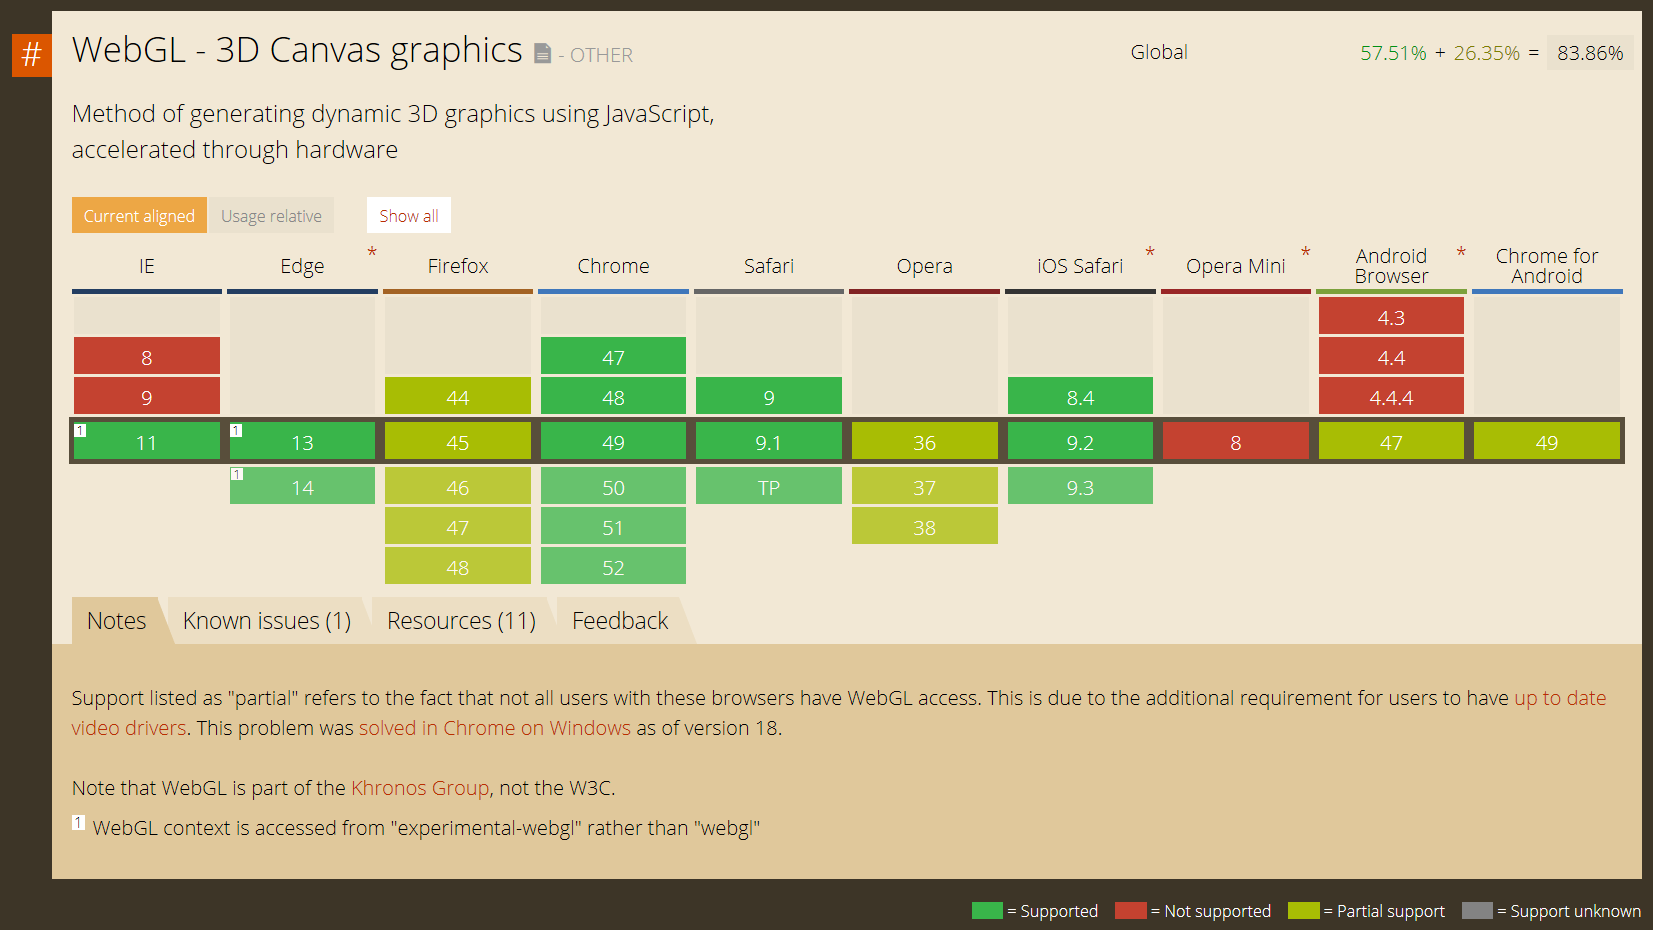 #
WebGL - 3D Canvas graphics - OTHER
Global 57.51% + 26.35% = 83.86%
Method of generating dynamic 3D graphics using JavaScript,
accelerated through hardware
Current aligned Usage relative Show all
IE Edge * Firefox Chrome Safari Opera iOS Safari * Opera Mini * Android Browser * Chrome for Android
4.3
8 47 4.4
9 44 48 9 8.4 4.4.4
1 11 1 13 45 49 9.1 36 9.2 8 47 49
1 14 46 50 TP 37 9.3
47 51 38
48 52
Notes Known issues (1) Resources (11) Feedback
Support listed as "partial" refers to the fact that not all users with these browsers have WebGL access. This is due to the additional requirement for users to have up to date
video drivers. This problem was solved in Chrome on Windows as of version 18.
Note that WebGL is part of the Khronos Group, not the W3C.
1 WebGL context is accessed from "experimental-webgl" rather than "webgl"
= Supported = Not supported = Partial support = Support unknown